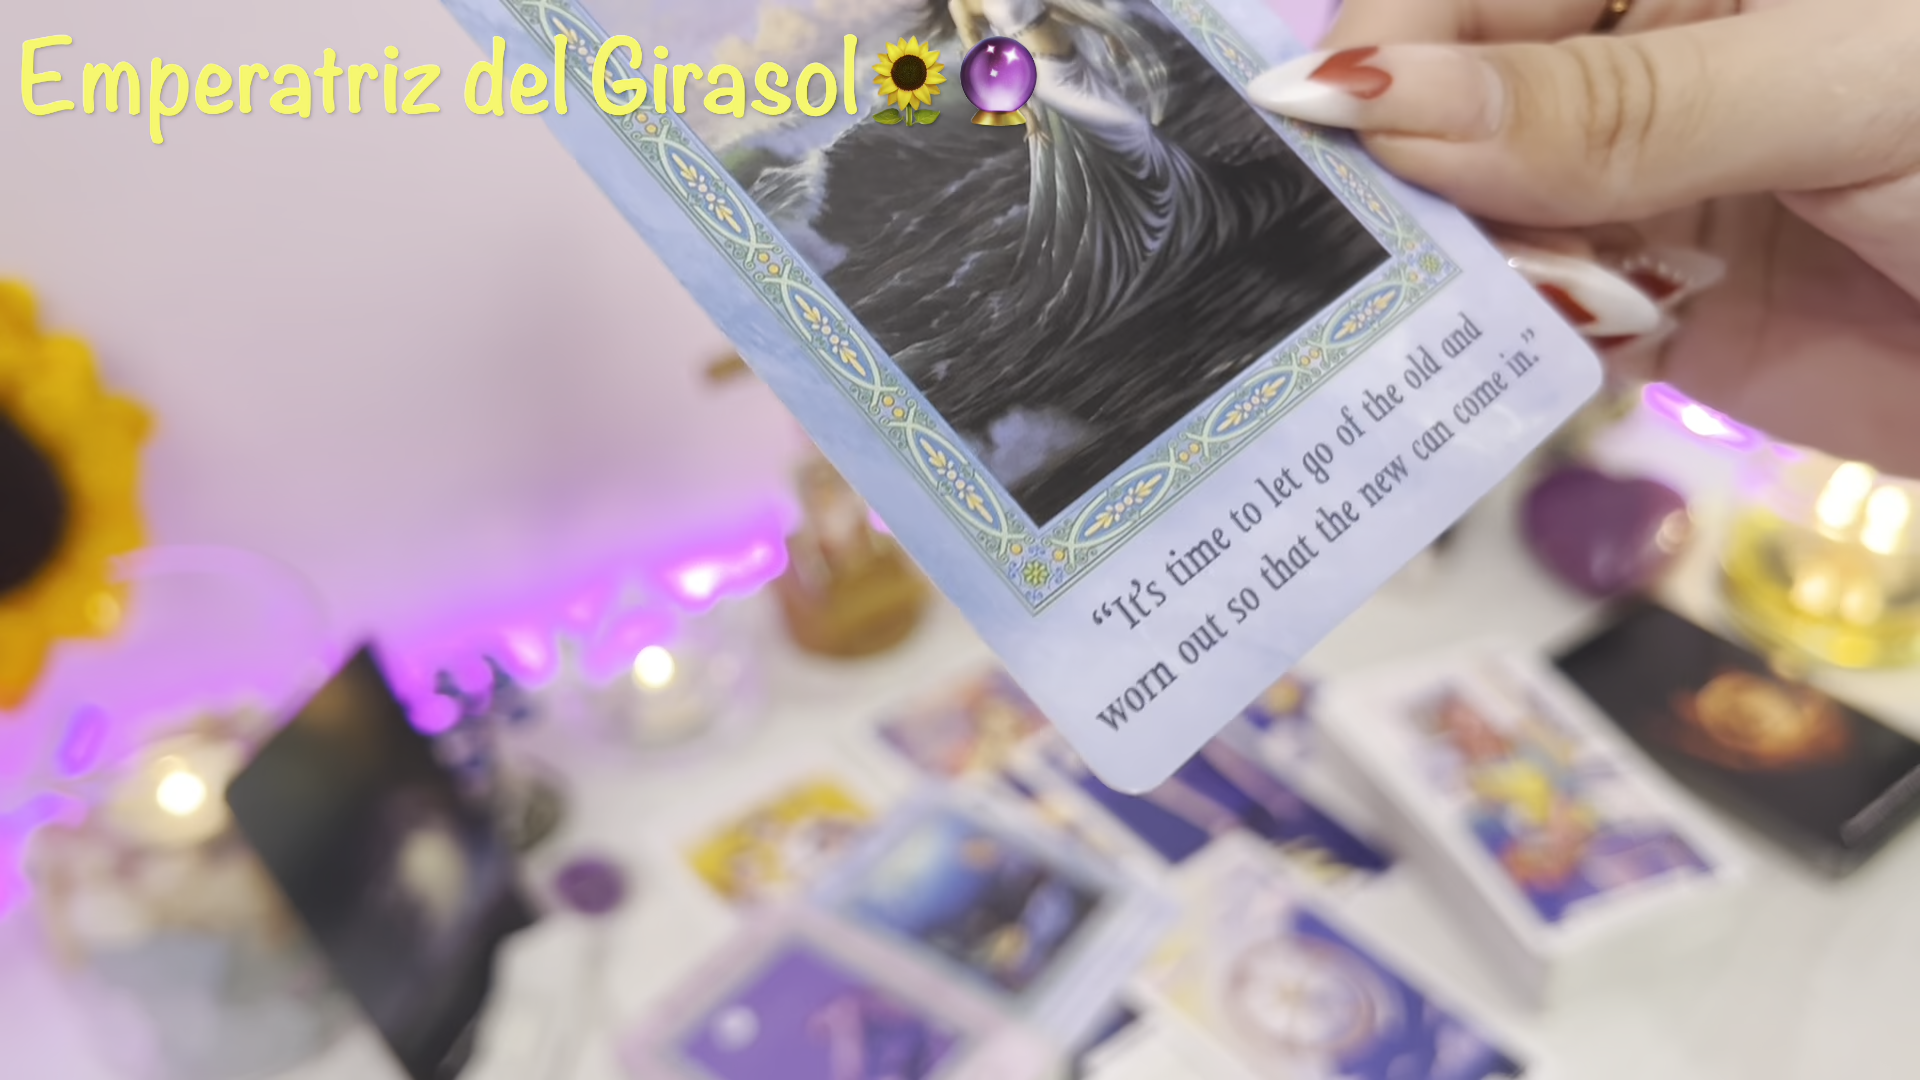 Emperatriz del Girasol🌻🔮
“It’s time to let go of the old and
worn out so that the new can come in.”